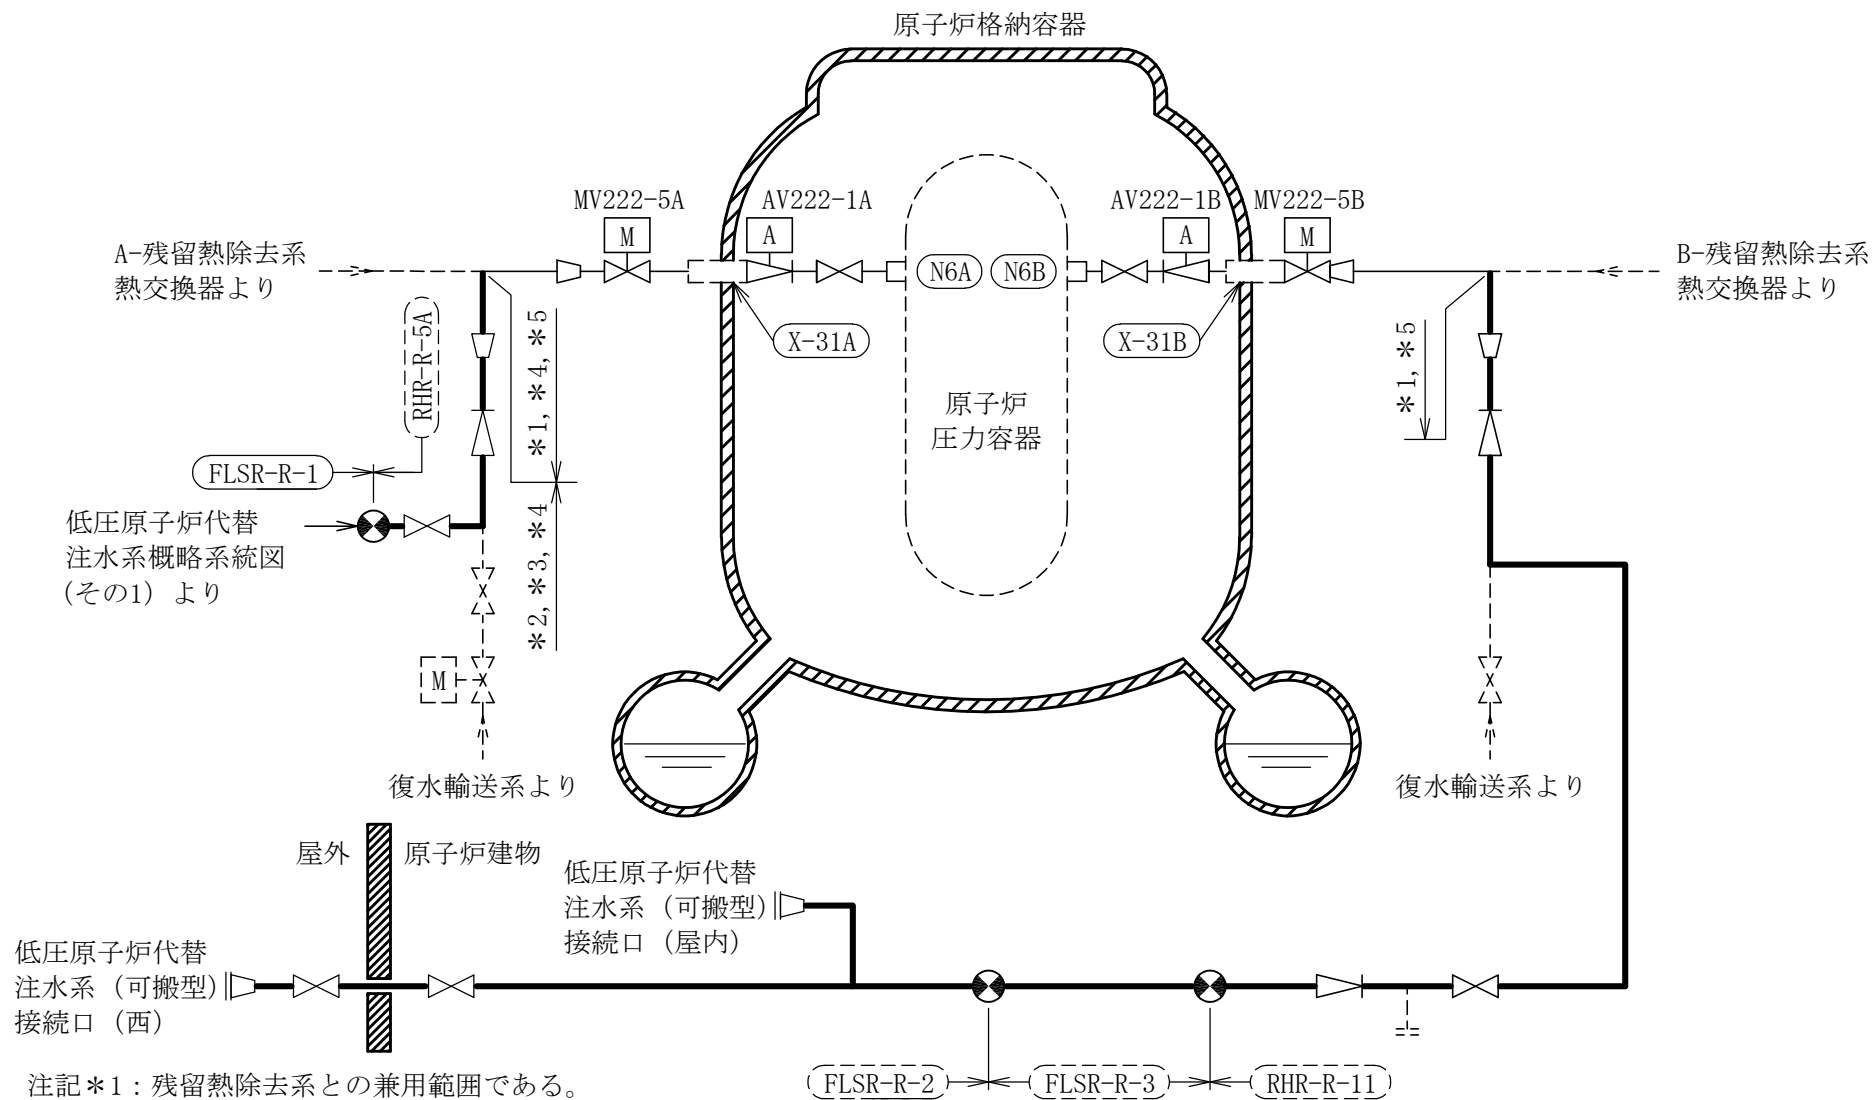 原子炉格納容器
MV222-5A
AV222-1A
AV222-1B
MV222-5B
M
A
A
M
A-残留熱除去系
熱交換器より
N6A
N6B
B-残留熱除去系
熱交換器より
RHR-R-5A
X-31A
X-31B
*1,*4,*5
*1,*5
原子炉
圧力容器
FLSR-R-1
低圧原子炉代替
注水系概略系統図
(その1) より
*2,*3,*4
M
復水輸送系より
復水輸送系より
屋外
原子炉建物
低圧原子炉代替
注水系 (可搬型)
接続口 (屋内)
低圧原子炉代替
注水系 (可搬型)
接続口 (西)
FLSR-R-2
FLSR-R-3
RHR-R-11
注記*1:残留熱除去系との兼用範囲である。